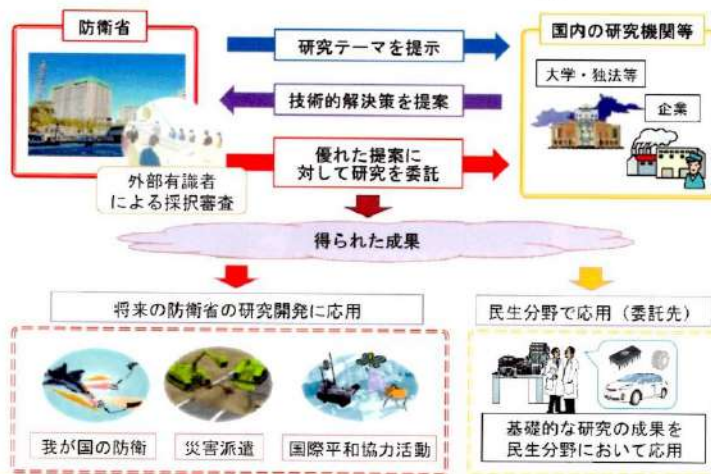 防衛省
研究テーマを提示
国内の研究機関等
大学・独法等
技術的解決策を提案
企業
優れた提案に
対して研究を委託
外部有識者
による採択審査
得られた成果
将来の防衛省の研究開発に応用
民生分野で応用（委託先）
我が国の防衛
災害派遣
国際平和協力活動
基礎的な研究の成果を
民生分野において応用